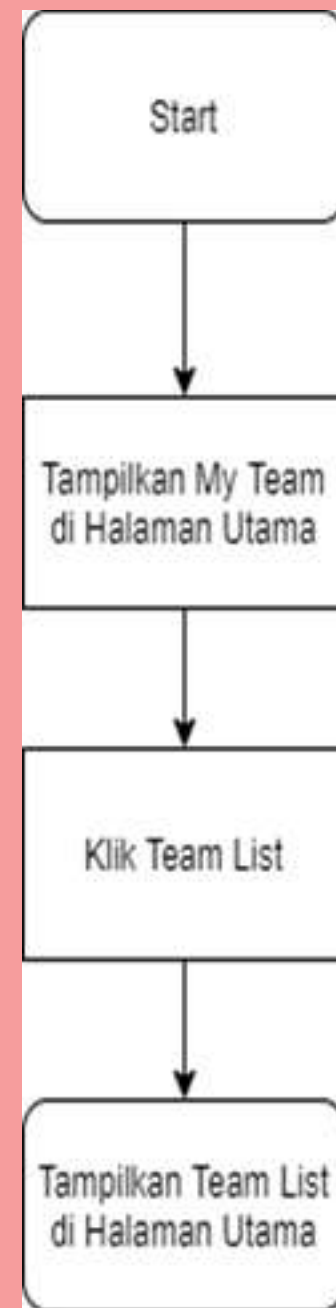 Start
Tampilkan My Team
di Halaman Utama
Klik Team List
Tampilkan Team List
di Halaman Utama